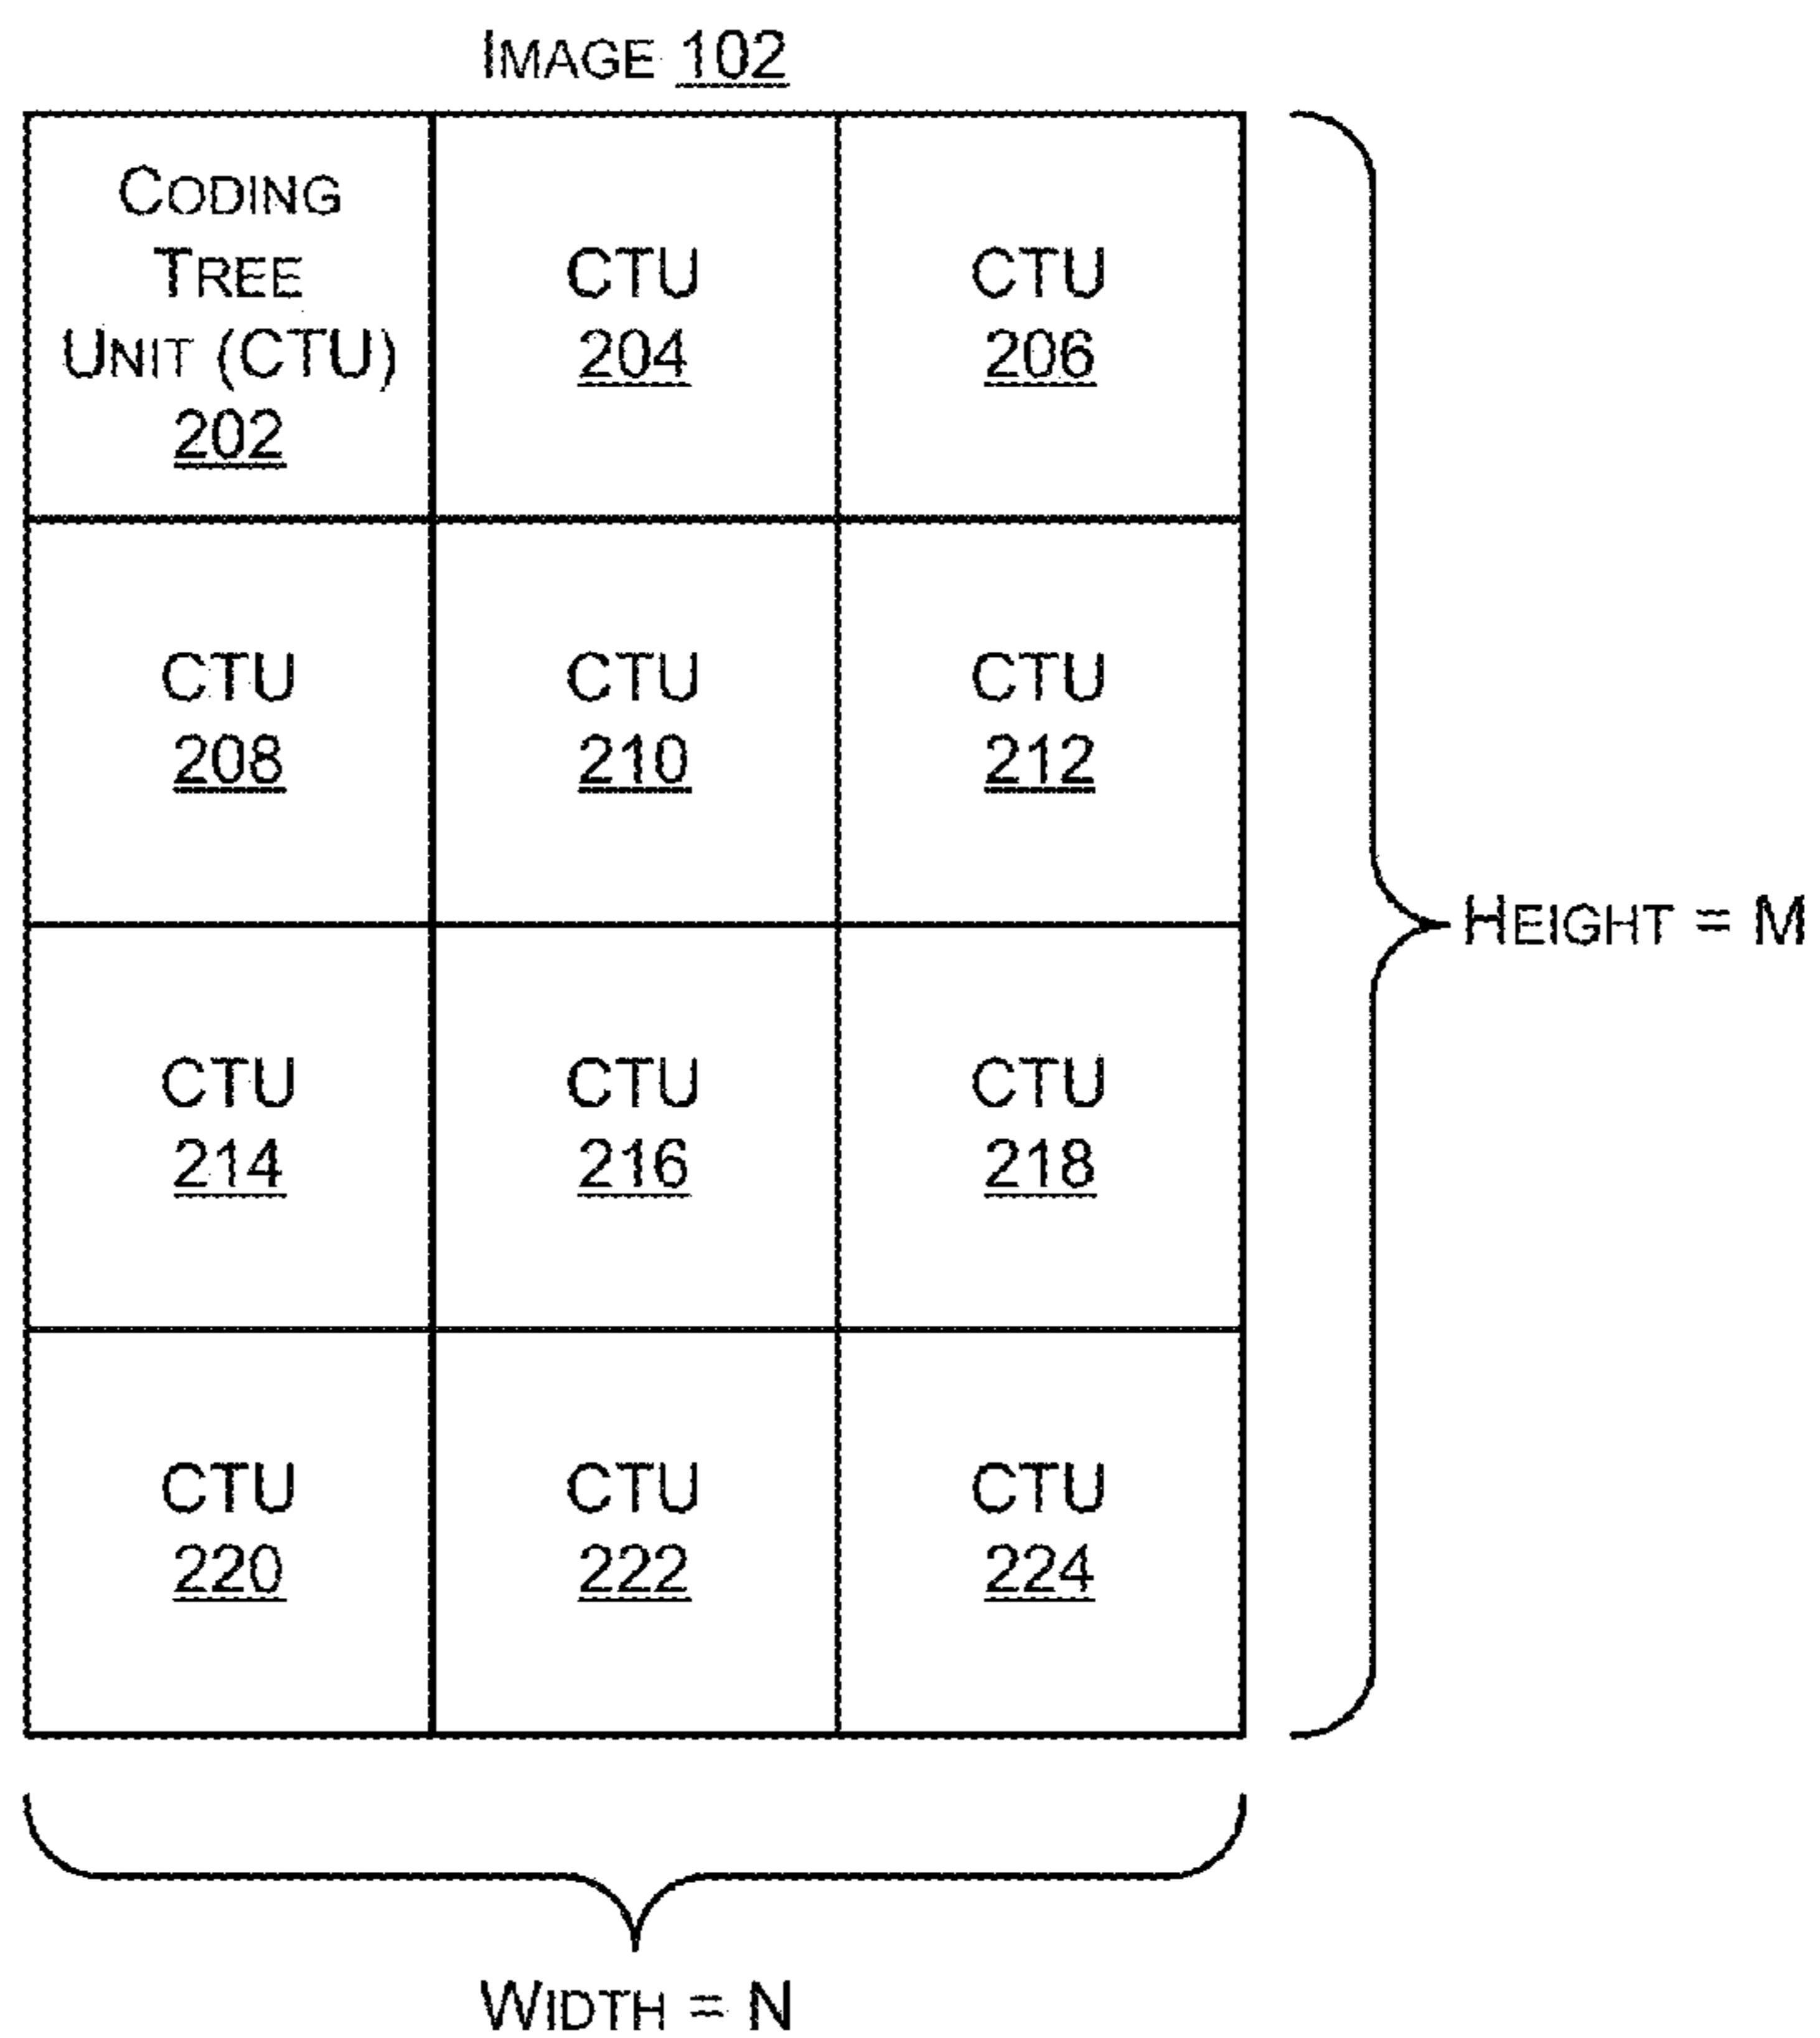 IMAGE 102
CODING
TREE
UNIT (CTU)
202
CTU
204
CTU
206
CTU
208
CTU
210
CTU
212
CTU
214
CTU
216
CTU
218
CTU
220
CTU
222
CTU
224
HEIGHT = M
WIDTH = N